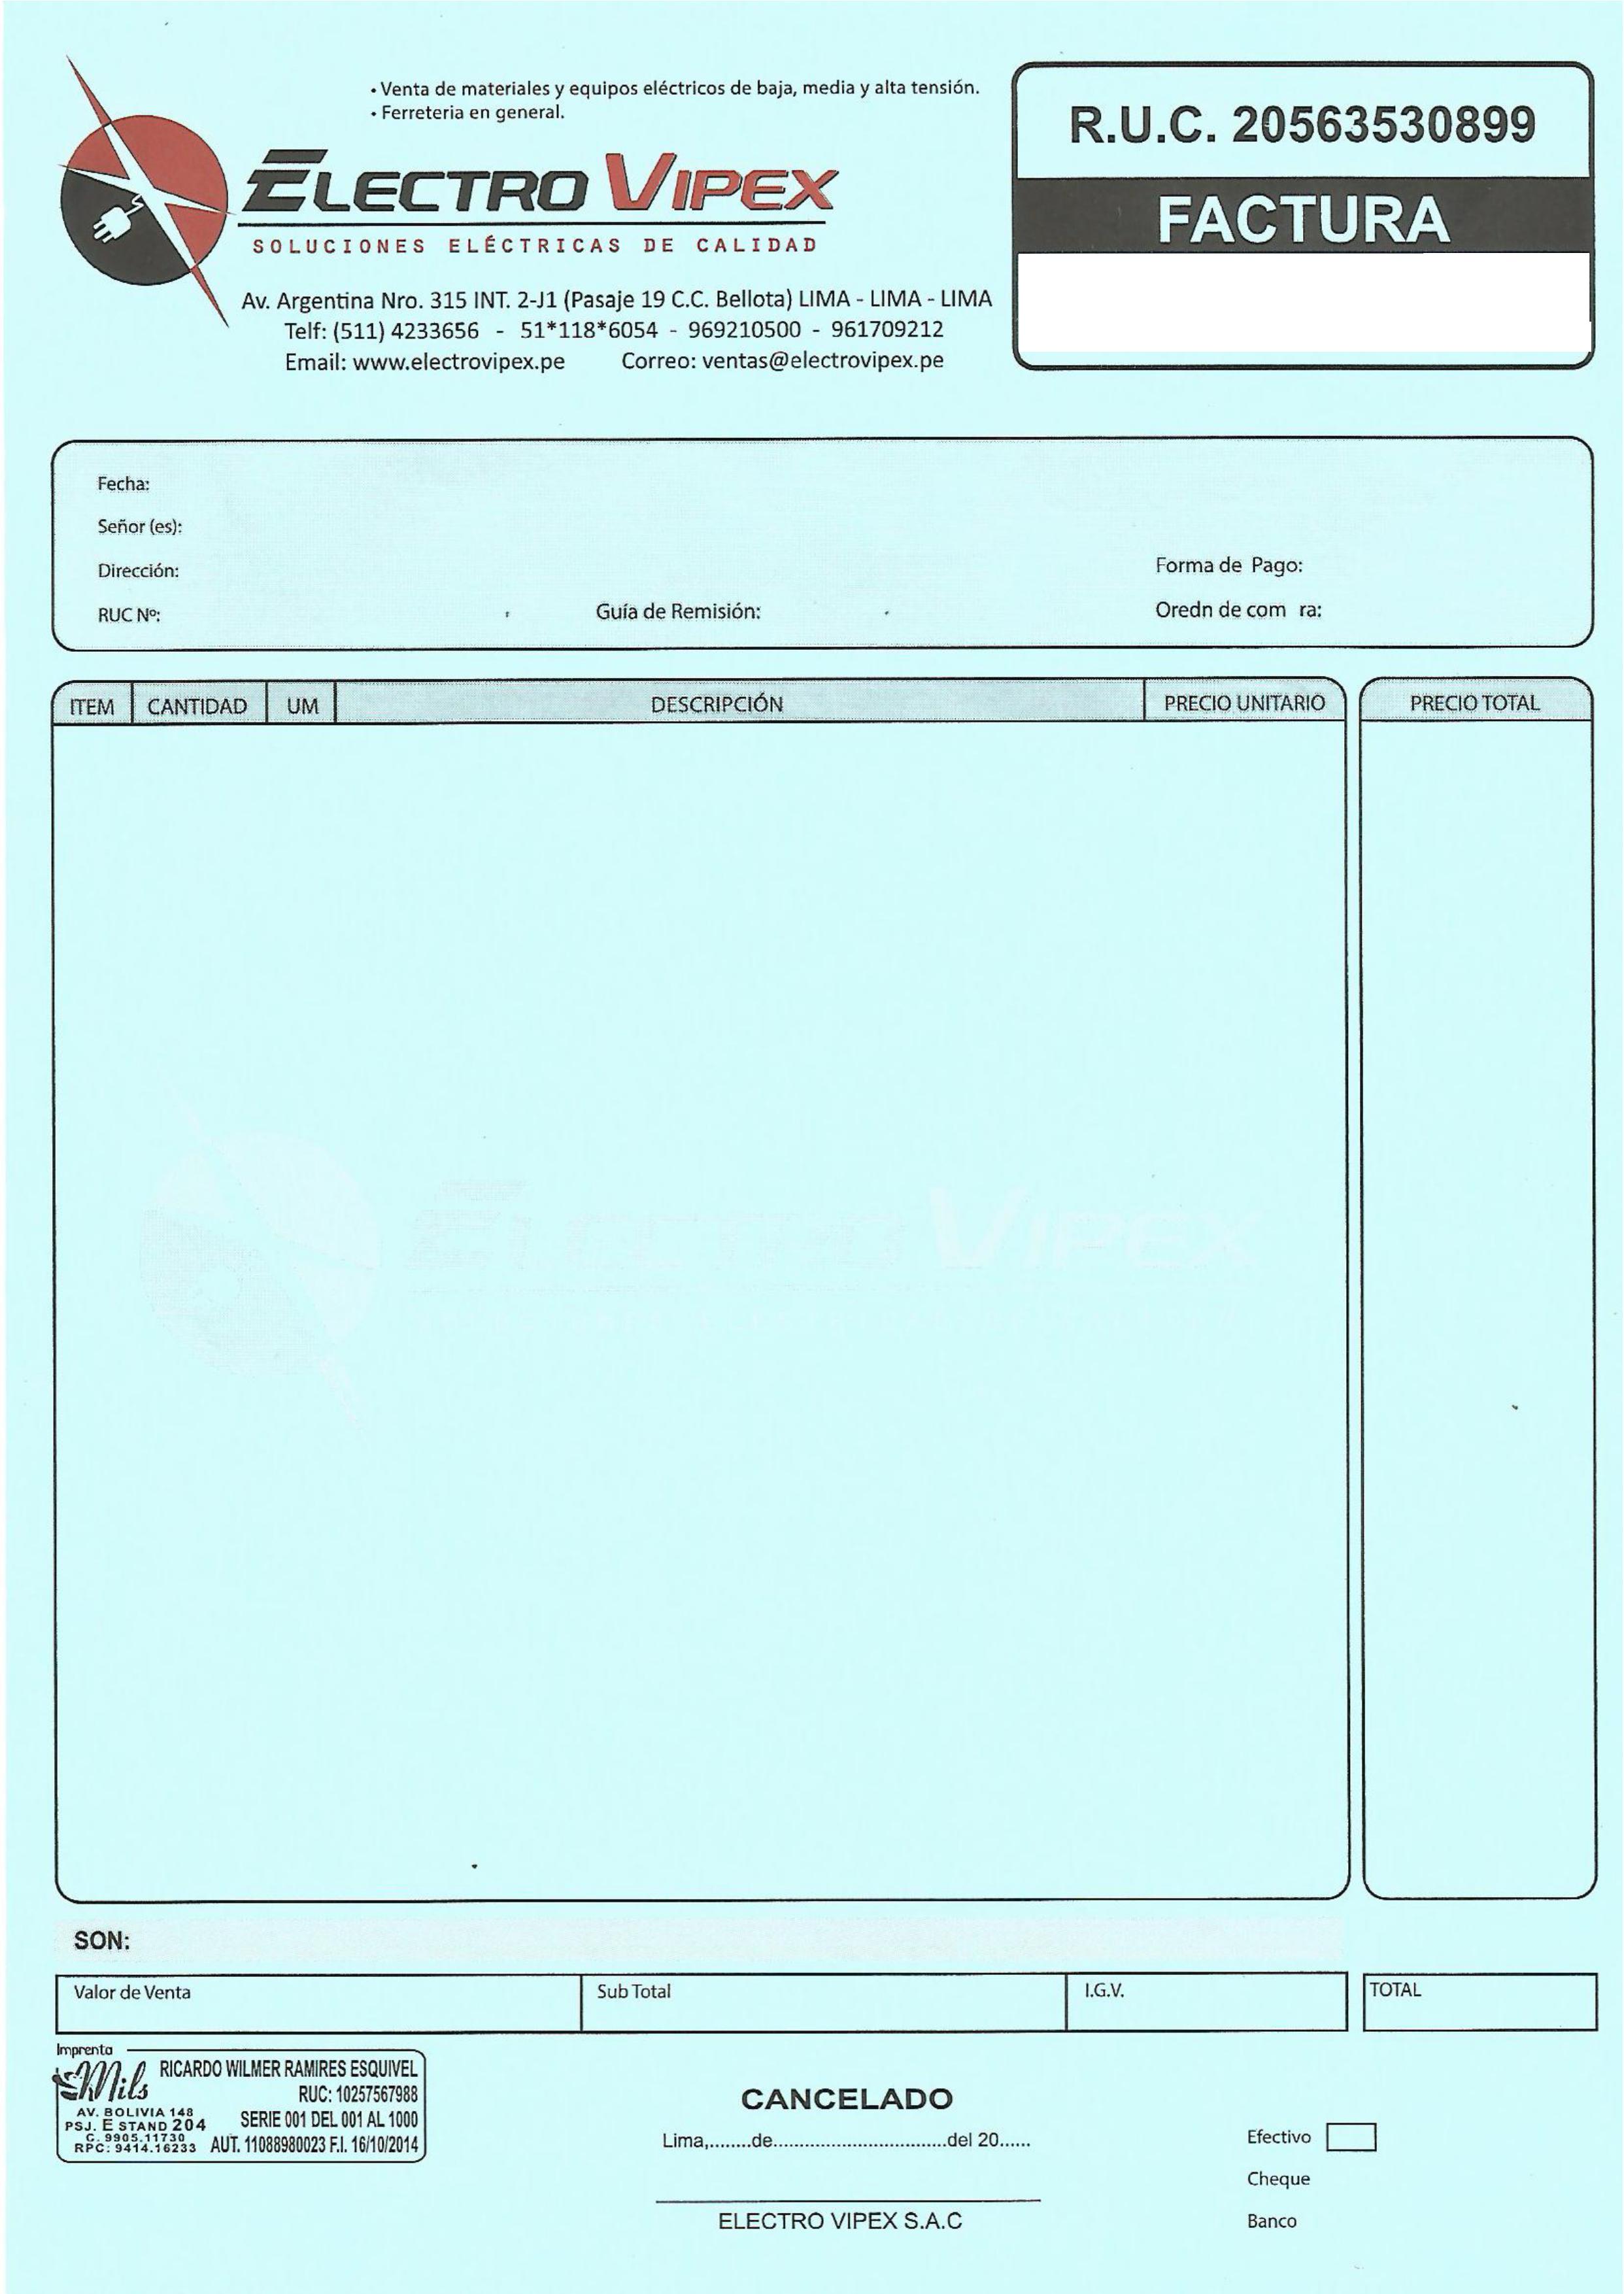 • Venta de materiales y equipos eléctricos de baja, media y alta tensión.
• Ferreteria en general.
ELECTRO VIPEX
SOLUCIONES ELÉCTRICAS DE CALIDAD
Av. Argentina Nro. 315 INT. 2-J1 (Pasaje 19 C.C. Bellota) LIMA - LIMA - LIMA
Telf: (511) 4233656 - 51*118*6054 - 969210500 - 961709212
Email: www.electrovipex.pe Correo: ventas@electrovipex.pe
R.U.C. 20563530899
FACTURA
Fecha:
Señor (es):
Dirección:
Forma de Pago:
RUC Nº: Guía de Remisión: Oredn de com ra:
ITEM CANTIDAD UM DESCRIPCIÓN PRECIO UNITARIO PRECIO TOTAL
ELECTRO VIPEX
SON:
Valor de Venta Sub Total I.G.V. TOTAL
Imprenta
Mils
AV. BOLIVIA 148
PSJ. E STAND 204
C. 9905.11730
RPC: 9414.16233
RICARDO WILMER RAMIRES ESQUIVEL
RUC: 10257567988
SERIE 001 DEL 001 AL 1000
AUT. 11088980023 F.I. 16/10/2014
CANCELADO
Lima,........de.................................del 20......
ELECTRO VIPEX S.A.C
Efectivo
Cheque
Banco